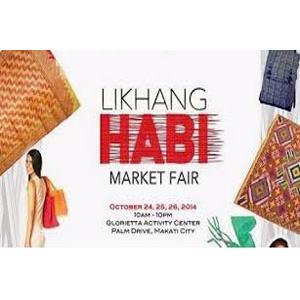 LIKHANG
HABI
MARKET FAIR
OCTOBER 24, 25, 26, 2014
10AM - 10PM
GLORIETTA ACTIVITY CENTER
PALM DRIVE, MAKATI CITY